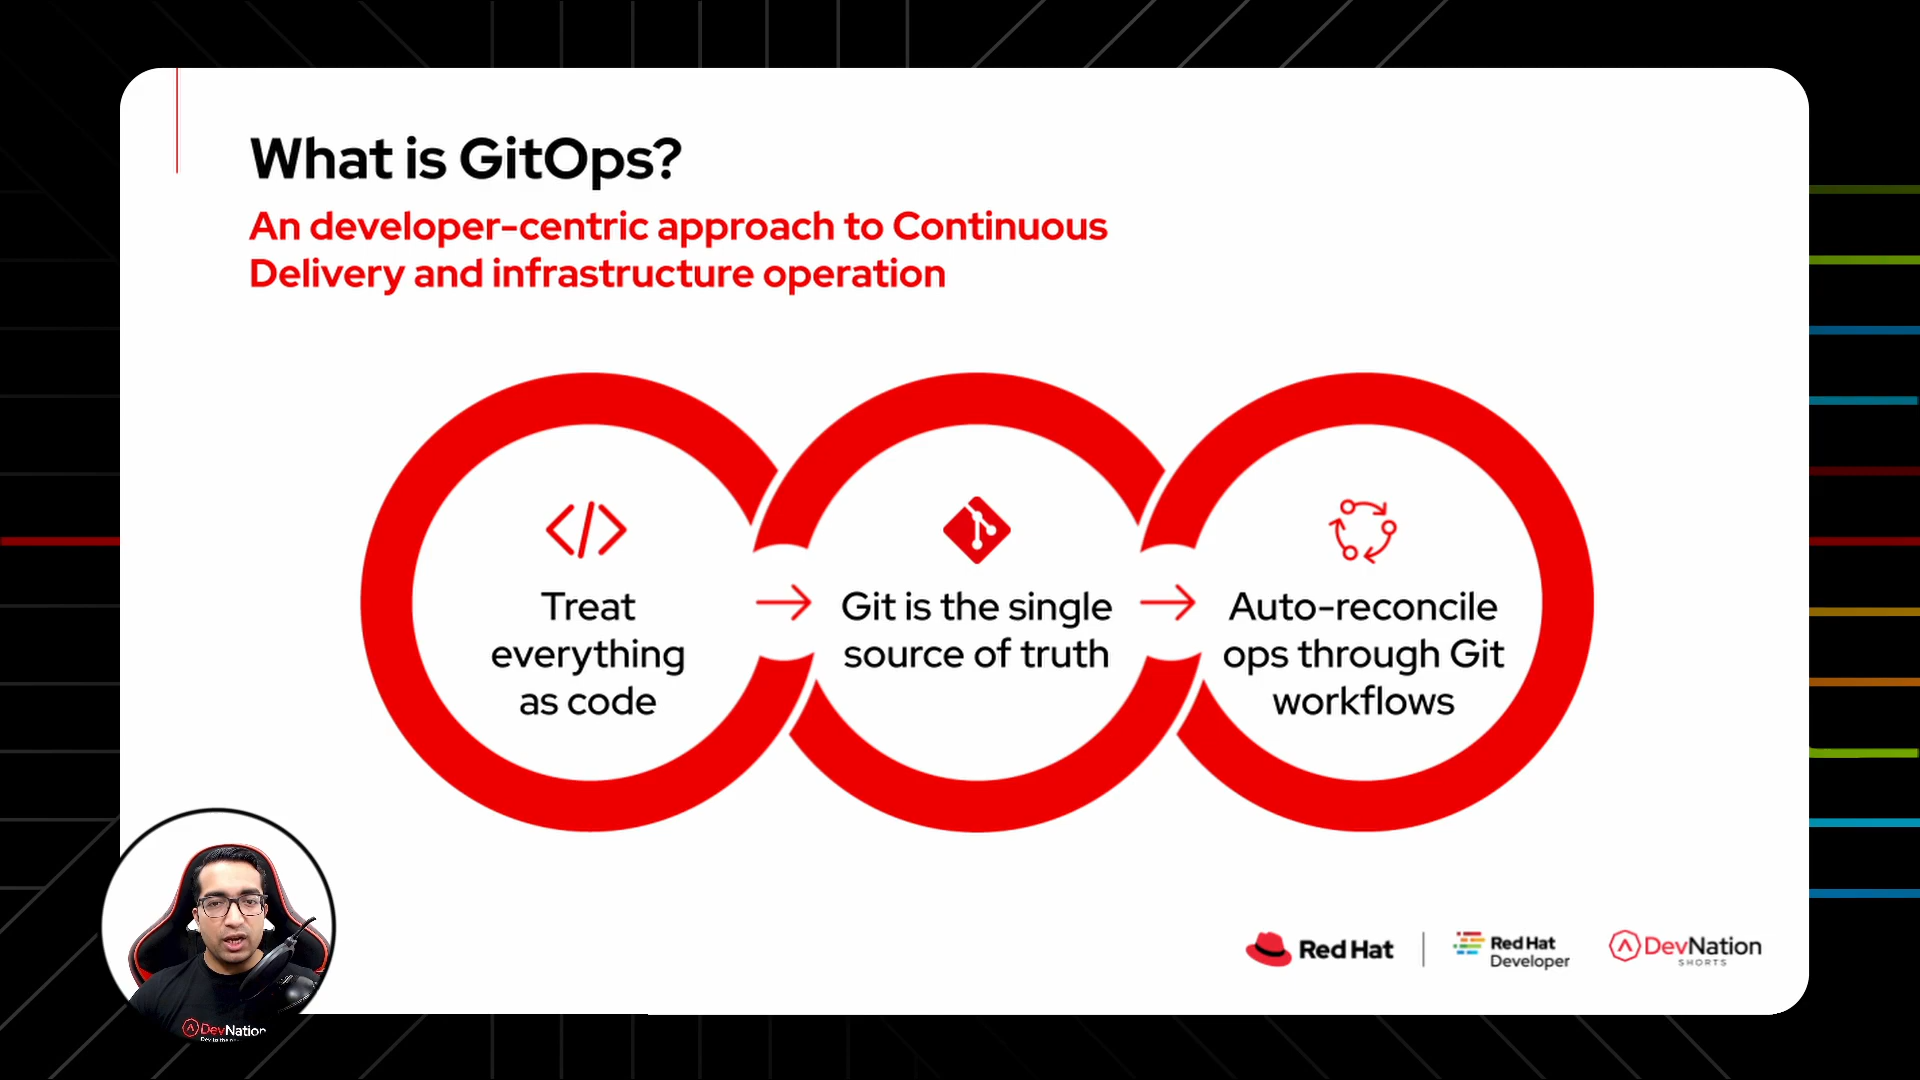 What is GitOps?
An developer-centric approach to Continuous
Delivery and infrastructure operation
</>
Treat
everything
as code
Git is the single
source of truth
Auto-reconcile
ops through Git
workflows
Red Hat
Red Hat
Developer
DevNation
SHORTS
DevNation